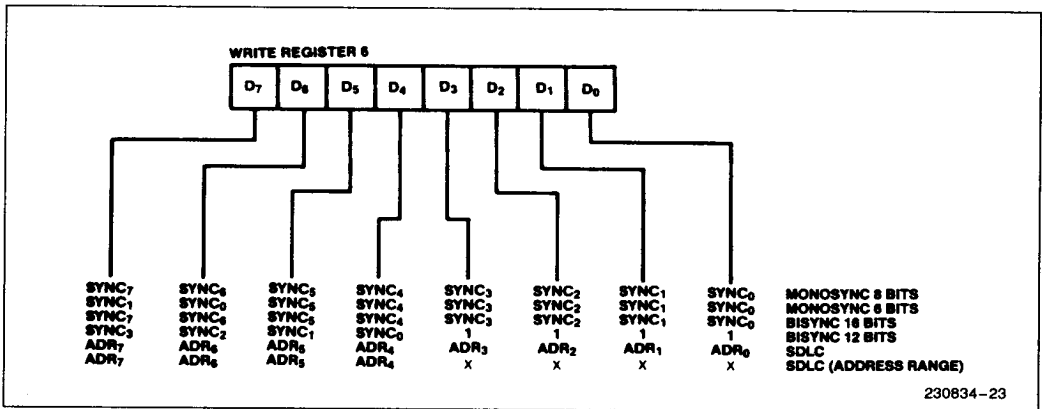 WRITE REGISTER 6
D7 D6 D5 D4 D3 D2 D1 D0
SYNC7 SYNC6 SYNC5 SYNC4 SYNC3 SYNC2 SYNC1 SYNC0 MONOSYNC 8 BITS
SYNC1 SYNC0 SYNC5 SYNC4 SYNC3 SYNC2 SYNC1 SYNC0 MONOSYNC 6 BITS
SYNC7 SYNC6 SYNC5 SYNC4 SYNC3 SYNC2 SYNC1 SYNC0 BISYNC 16 BITS
SYNC3 SYNC2 SYNC1 SYNC0 1 1 1 1 BISYNC 12 BITS
ADR7 ADR6 ADR5 ADR4 ADR3 ADR2 ADR1 ADR0 SDLC
ADR7 ADR6 ADR5 ADR4 X X X X SDLC (ADDRESS RANGE)
230834–23